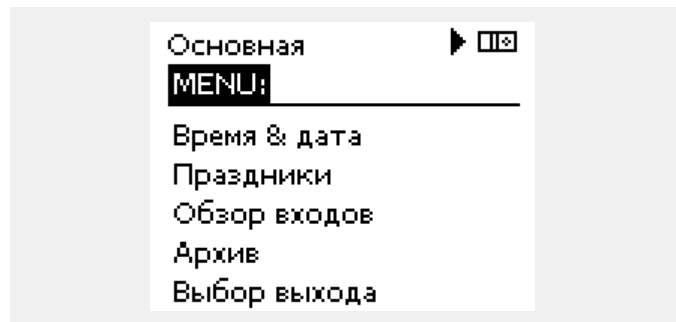 Основная
MENU:
Время & дата
Праздники
Обзор входов
Архив
Выбор выхода